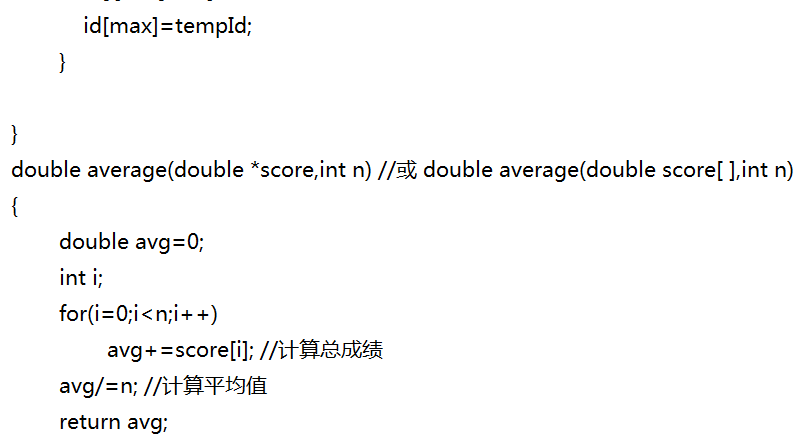 id[max]=tempId;
}
}
double average(double *score,int n) //或 double average(double score[ ],int n)
{
double avg=0;
int i;
for(i=0;i<n;i++)
avg+=score[i]; //计算总成绩
avg/=n; //计算平均值
return avg;